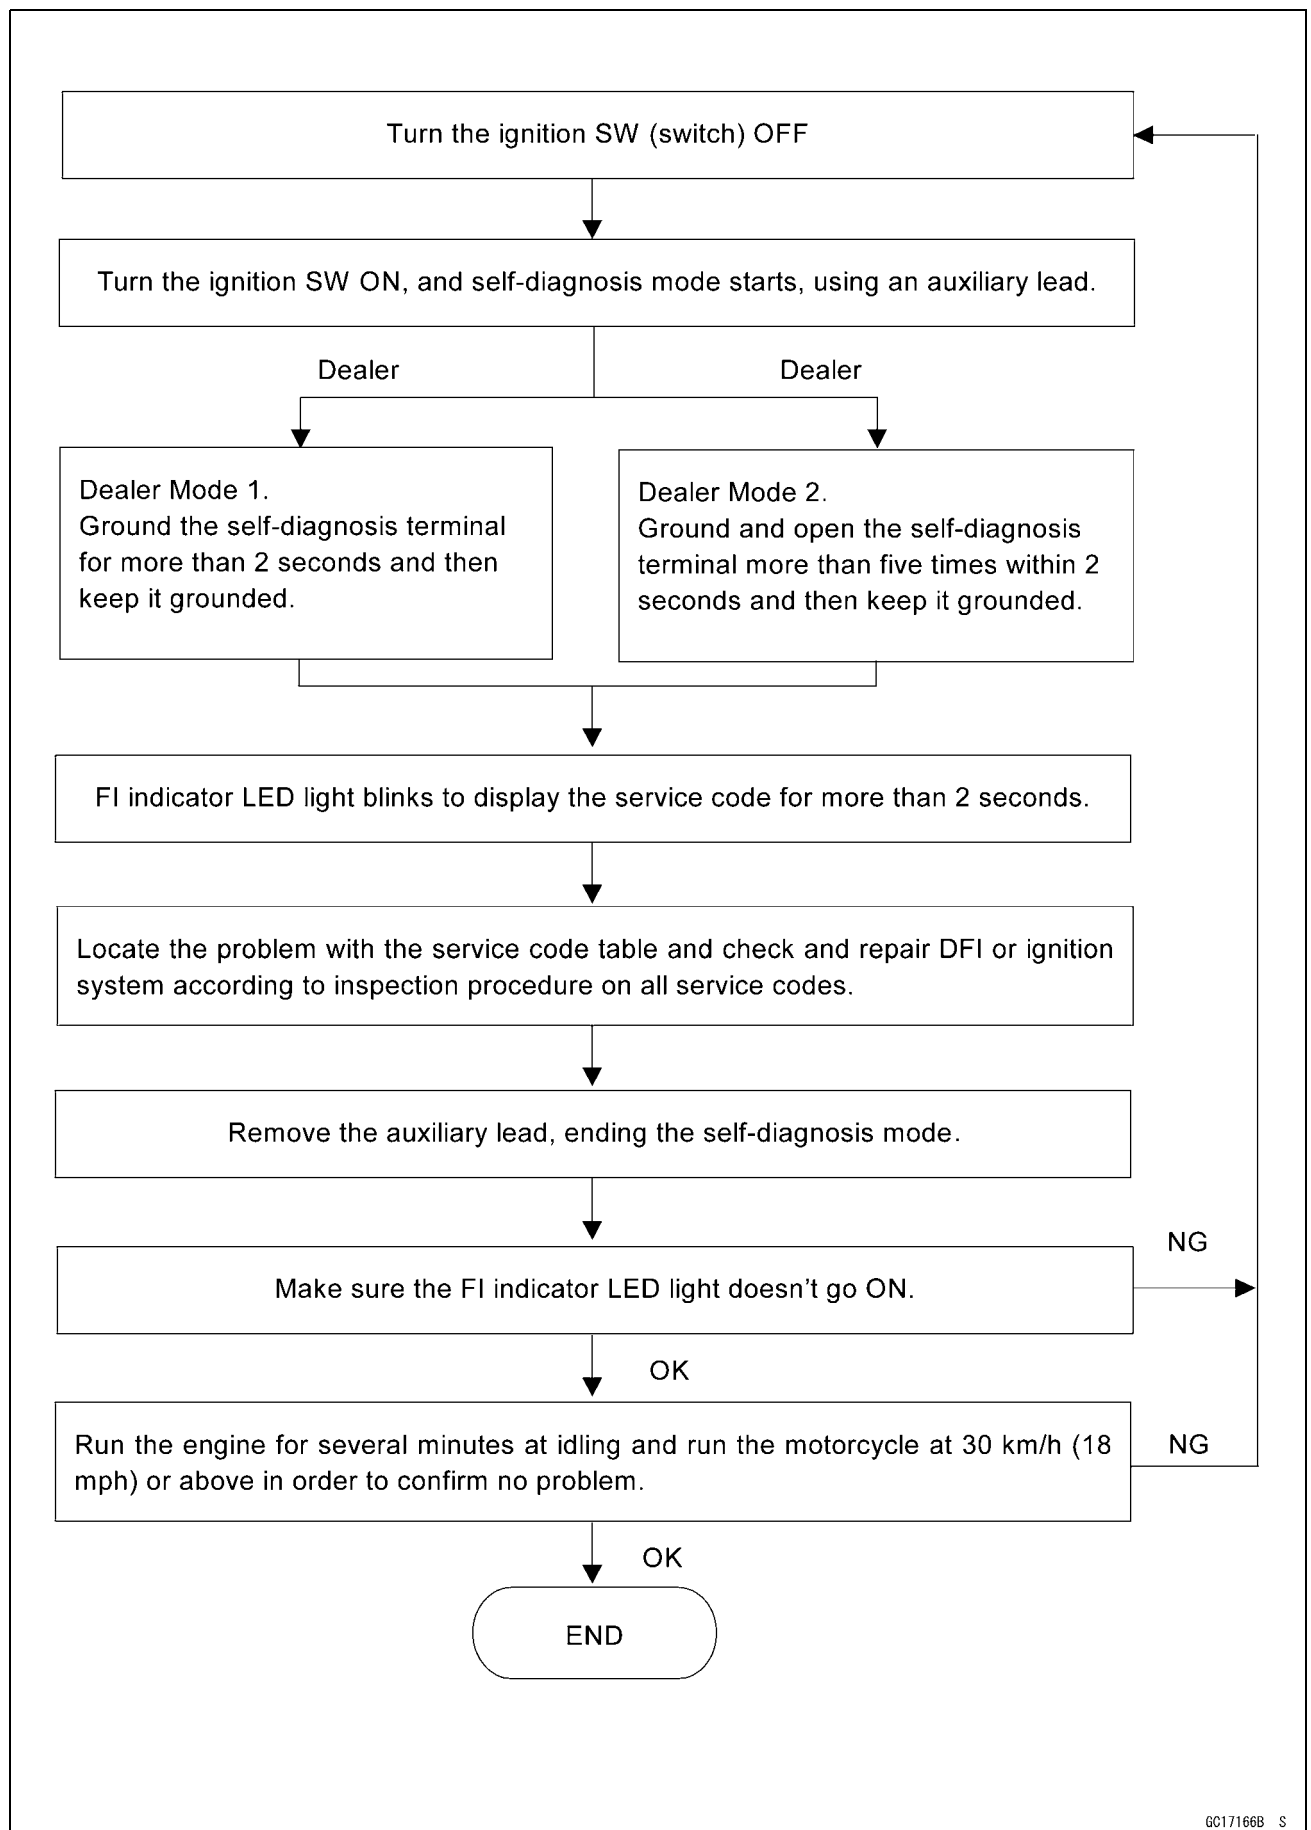 Turn the ignition SW (switch) OFF
Turn the ignition SW ON, and self-diagnosis mode starts, using an auxiliary lead.
Dealer
Dealer
Dealer Mode 1.
Ground the self-diagnosis terminal
for more than 2 seconds and then
keep it grounded.
Dealer Mode 2.
Ground and open the self-diagnosis
terminal more than five times within 2
seconds and then keep it grounded.
FI indicator LED light blinks to display the service code for more than 2 seconds.
Locate the problem with the service code table and check and repair DFI or ignition
system according to inspection procedure on all service codes.
Remove the auxiliary lead, ending the self-diagnosis mode.
NG
Make sure the FI indicator LED light doesn't go ON.
OK
Run the engine for several minutes at idling and run the motorcycle at 30 km/h (18
mph) or above in order to confirm no problem.
NG
OK
END
GC17166B S